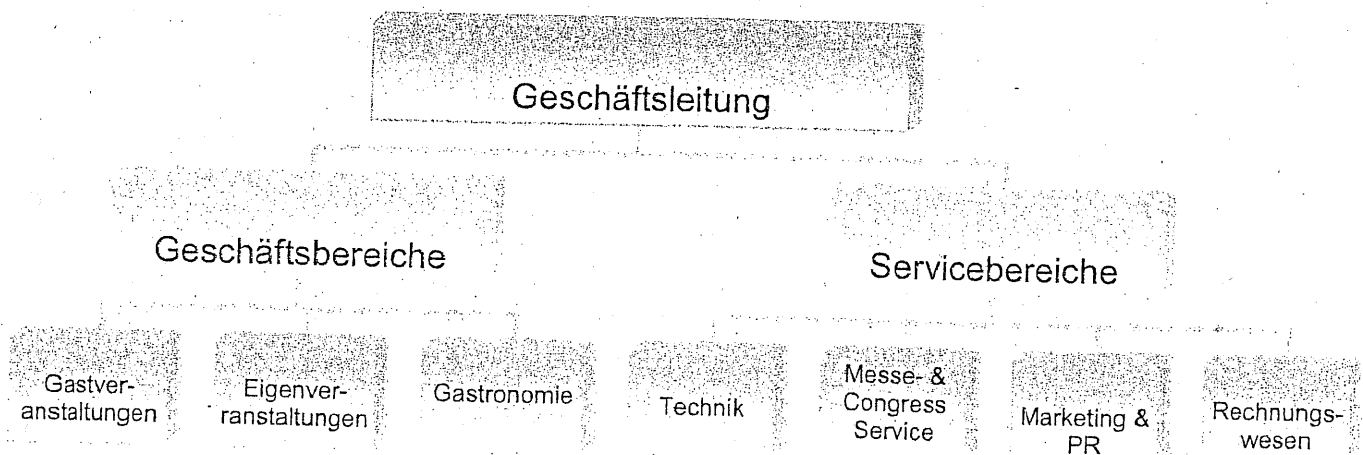 Geschäftsleitung
Geschäftsbereiche
Servicebereiche
Gastver-
anstaltungen
Eigenver-
ranstaltungen
Gastronomie
Technik
Messe- &
Congress
Service
Marketing &
PR
Rechnungs-
wesen